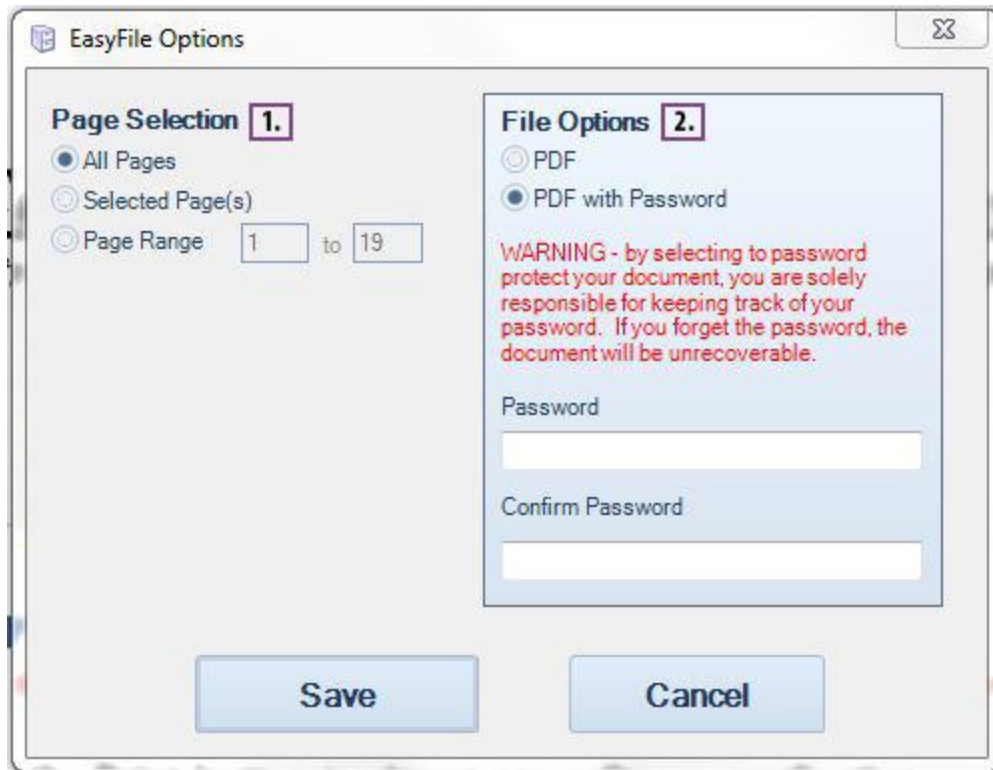 EasyFile Options
Page Selection 1.
All Pages
Selected Page(s)
Page Range 1 to 19
File Options 2.
PDF
PDF with Password
WARNING - by selecting to password
protect your document, you are solely
responsible for keeping track of your
password. If you forget the password, the
document will be unrecoverable.
Password
Confirm Password
Save
Cancel